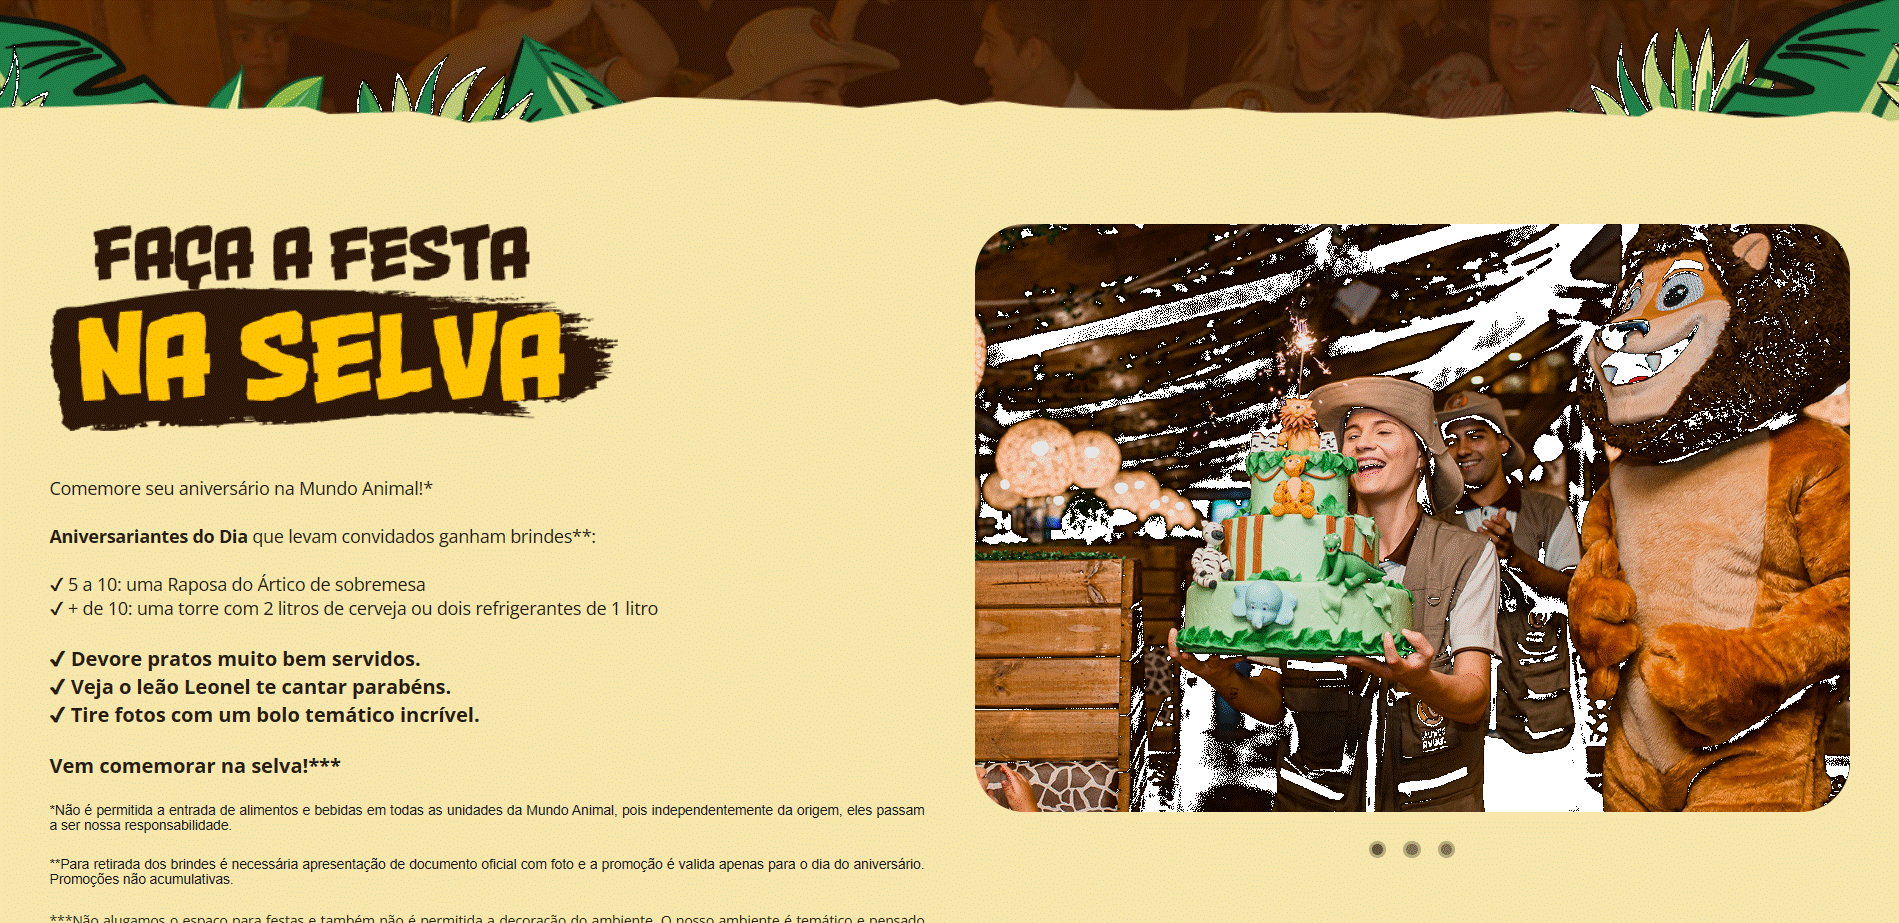 FAÇA A FESTA
NA SELVA
Comemore seu aniversário na Mundo Animal!*
Aniversariantes do Dia que levam convidados ganham brindes**:
✓ 5 a 10: uma Raposa do Ártico de sobremesa
✓ + de 10: uma torre com 2 litros de cerveja ou dois refrigerantes de 1 litro
✓ Devore pratos muito bem servidos.
✓ Veja o leão Leonel te cantar parabéns.
✓ Tire fotos com um bolo temático incrível.
Vem comemorar na selva!***
*Não é permitida a entrada de alimentos e bebidas em todas as unidades da Mundo Animal, pois independentemente da origem, eles passam
a ser nossa responsabilidade.
**Para retirada dos brindes é necessária apresentação de documento oficial com foto e a promoção é valida apenas para o dia do aniversário.
Promoções não acumulativas.
***Não alugamos o espaço para festas e também não é permitida a decoração do ambiente. O nosso ambiente é temático e pensado